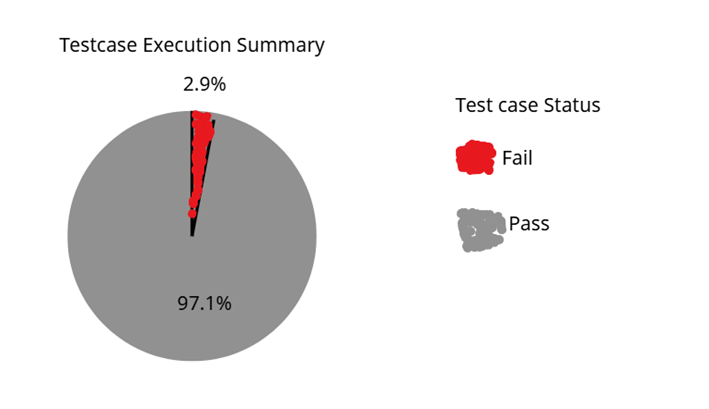 Testcase Execution Summary
2.9%
97.1%
Test case Status
Fail
Pass